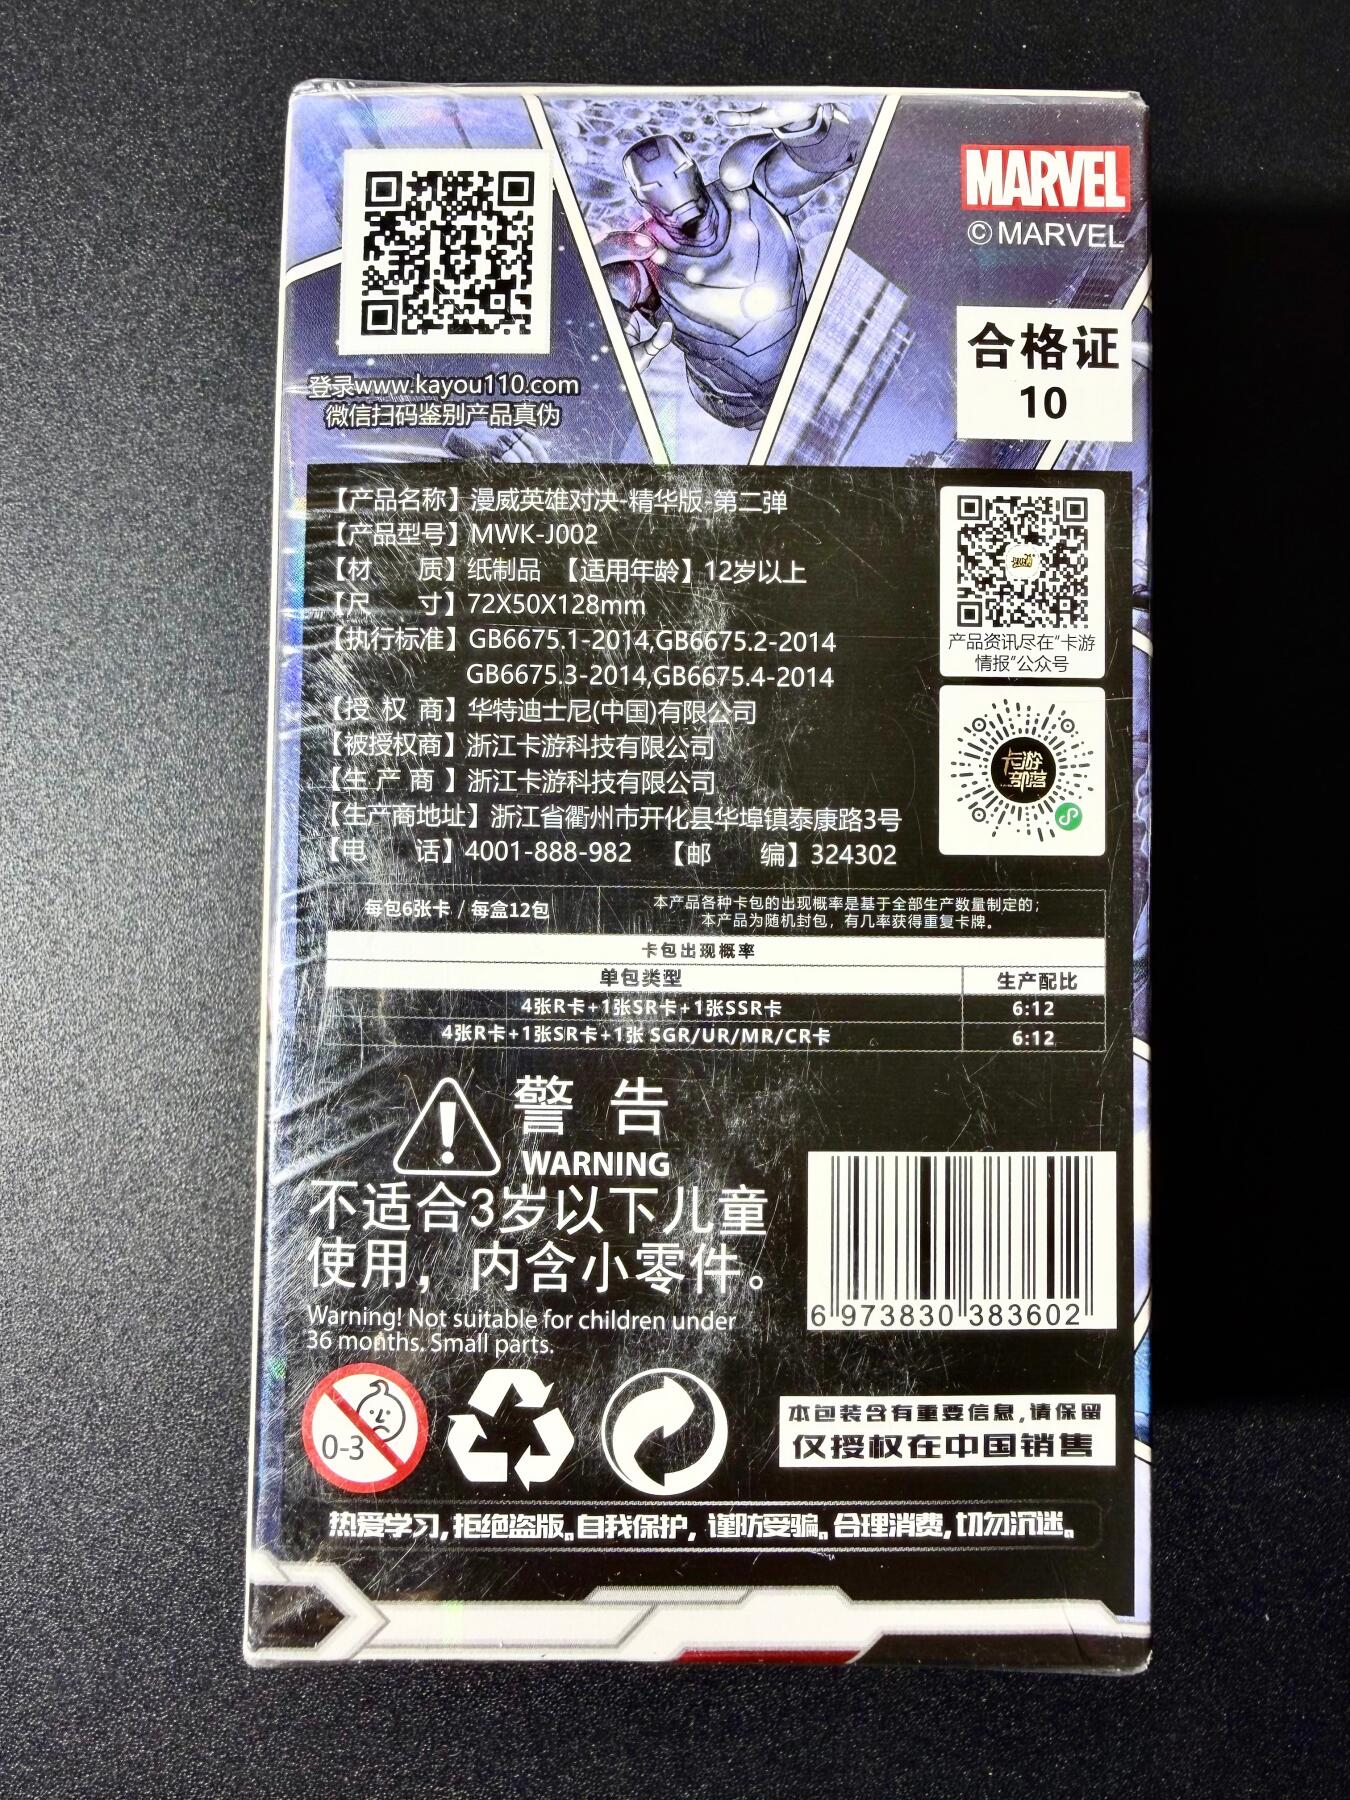 MARVEL
© MARVEL
登录www.kayou110.com
微信扫码鉴别产品真伪
合格证
10
【产品名称】漫威英雄对决-精华版-第二弹
【产品型号】MWK-J002
【材 质】纸制品 【适用年龄】12岁以上
【尺 寸】72X50X128mm
【执行标准】GB6675.1-2014,GB6675.2-2014
GB6675.3-2014,GB6675.4-2014
【授 权 商】华特迪士尼(中国)有限公司
【被授权商】浙江卡游科技有限公司
【生 产 商】浙江卡游科技有限公司
【生产商地址】浙江省衢州市开化县华埠镇泰康路3号
【电 话】4001-888-982 【邮 编】324302
产品资讯尽在"卡游
情报"公众号
卡游
部落
每包6张卡 / 每盒12包
本产品各种卡包的出现概率是基于全部生产数量制定的；
本产品为随机封包，有几率获得重复卡牌。
卡包出现概率
单包类型 生产配比
4张R卡+1张SR卡+1张SSR卡 6:12
4张R卡+1张SR卡+1张 SGR/UR/MR/CR卡 6:12
警 告
WARNING
不适合3岁以下儿童
使用，内含小零件。
Warning! Not suitable for children under
36 months. Small parts.
6 973830 383602
0-3
本包装含有重要信息,请保留
仅授权在中国销售
热爱学习,拒绝盗版。自我保护,谨防受骗。合理消费,切勿沉迷。